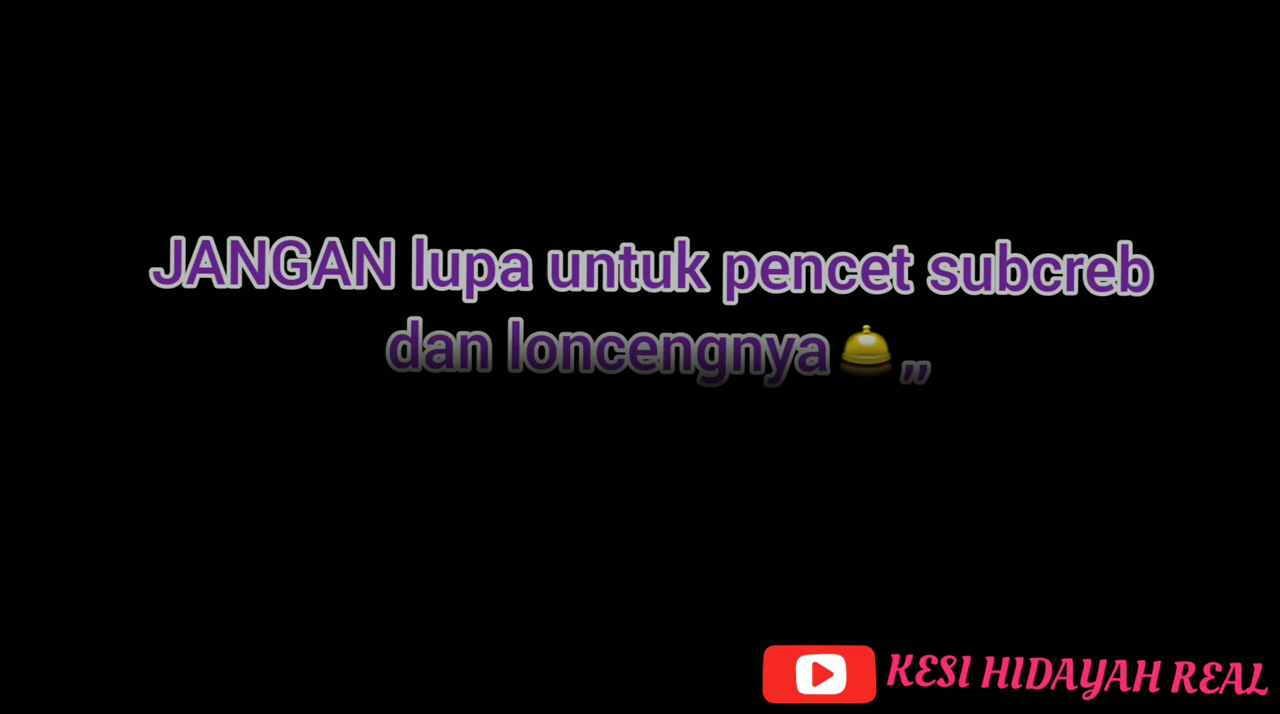 JANGAN lupa untuk pencet subcreb
dan loncengnya🛎,,
KESI HIDAYAH REAL